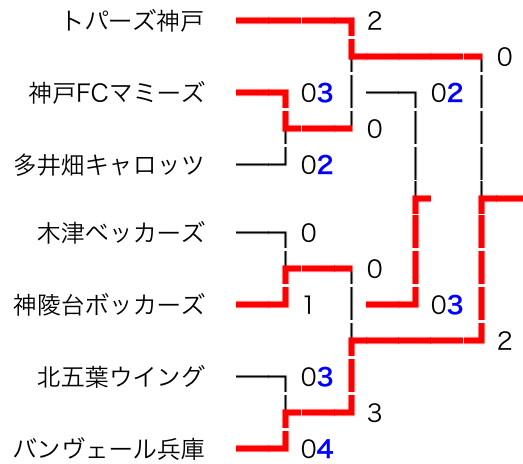 トパーズ神戸 2
0
神戸FCマミーズ 03 02
0
多井畑キャロッツ 02
木津ベッカーズ 0
0
神陵台ボッカーズ 1 03
2
北五葉ウイング 03
3
バンヴェール兵庫 04